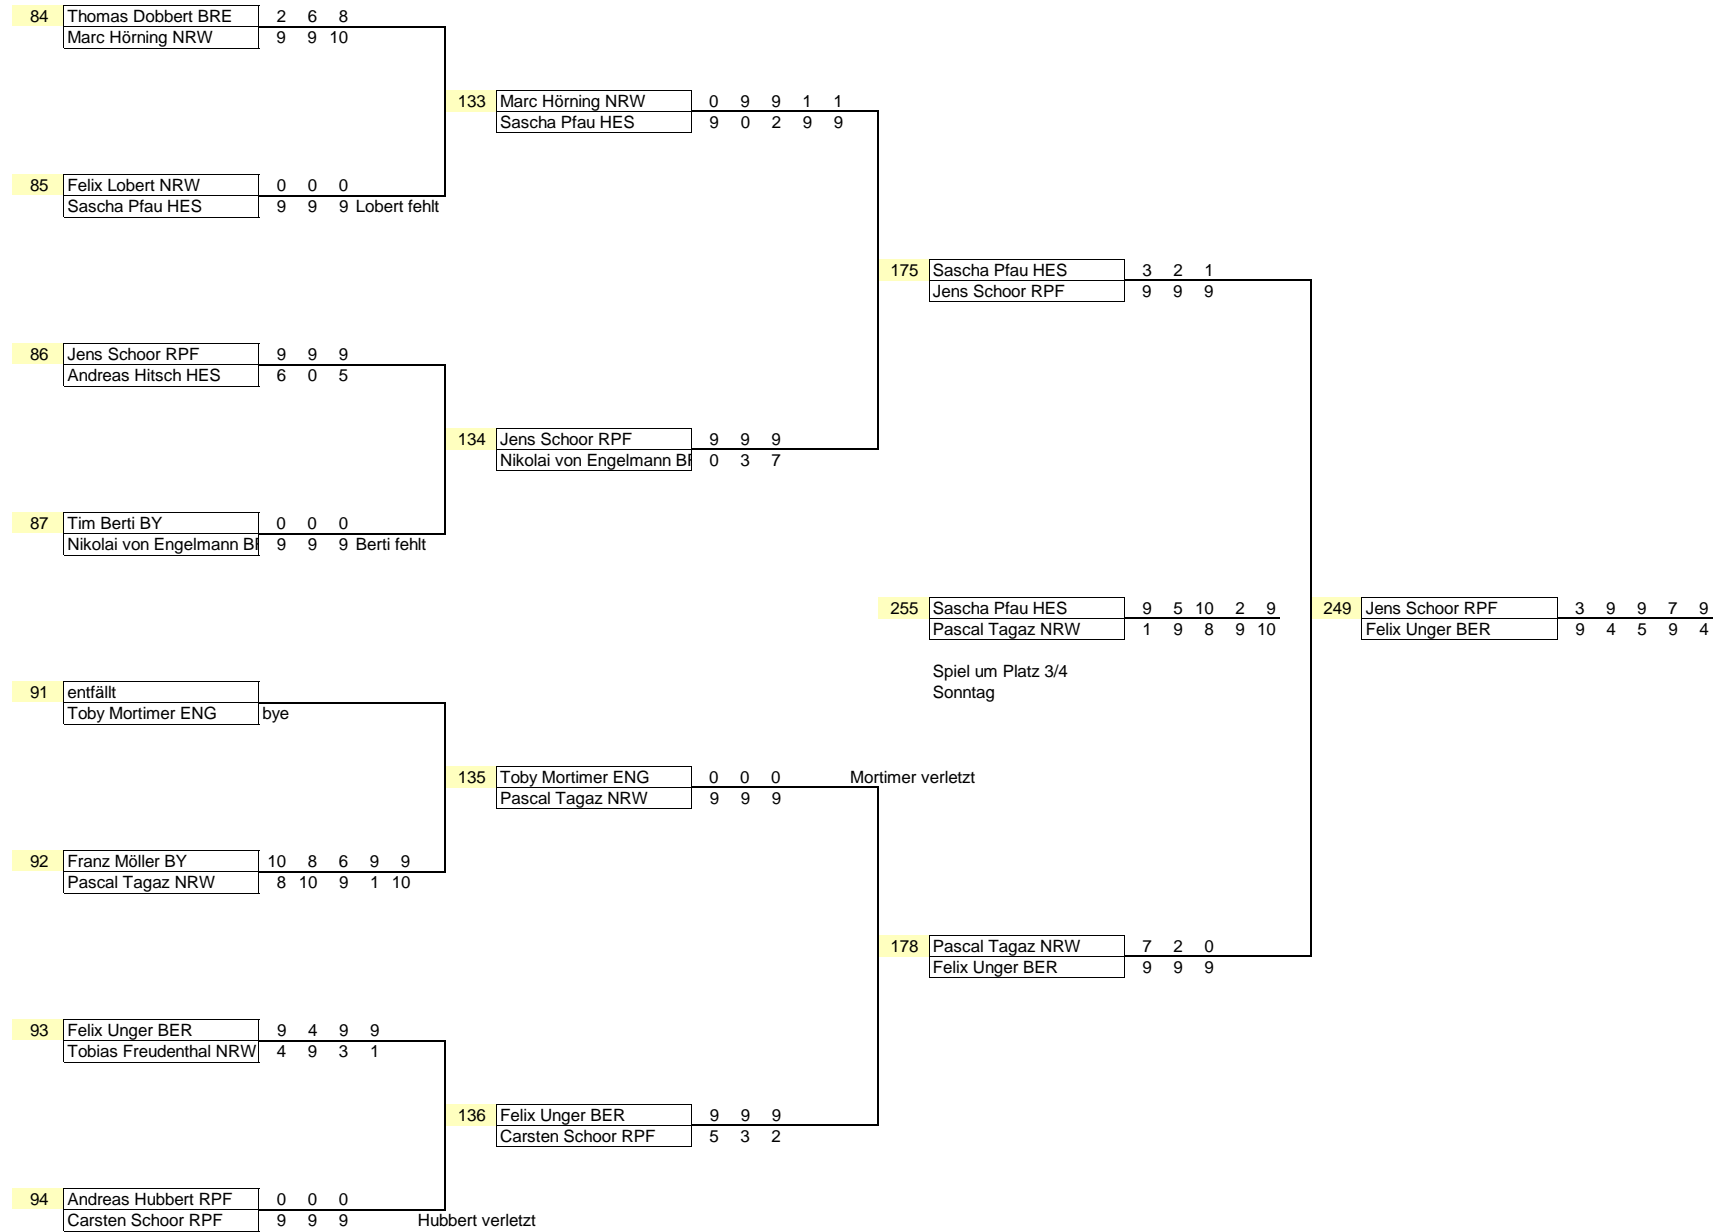 84 Thomas Dobbert BRE 2 6 8
Marc Hörning NRW 9 9 10
133 Marc Hörning NRW 0 9 9 1 1
Sascha Pfau HES 9 0 2 9 9
85 Felix Lobert NRW 0 0 0
Sascha Pfau HES 9 9 9 Lobert fehlt
175 Sascha Pfau HES 3 2 1
Jens Schoor RPF 9 9 9
86 Jens Schoor RPF 9 9 9
Andreas Hitsch HES 6 0 5
134 Jens Schoor RPF 9 9 9
Nikolai von Engelmann 0 3 7
87 Tim Berti BY 0 0 0
Nikolai von Engelmann 9 9 9 Berti fehlt
255 Sascha Pfau HES 9 5 10 2 9 249 Jens Schoor RPF 3 9 9 7 9
Pascal Tagaz NRW 1 9 8 9 10 Felix Unger BER 9 4 5 9 4
Spiel um Platz 3/4
91 entfällt Sonntag
Toby Mortimer ENG bye
135 Toby Mortimer ENG 0 0 0 Mortimer verletzt
Pascal Tagaz NRW 9 9 9
92 Franz Möller BY 10 8 6 9 9
Pascal Tagaz NRW 8 10 9 1 10
178 Pascal Tagaz NRW 7 2 0
Felix Unger BER 9 9 9
93 Felix Unger BER 9 4 9 9
Tobias Freudenthal NRW 4 9 3 1
136 Felix Unger BER 9 9 9
Carsten Schoor RPF 5 3 2
94 Andreas Hubbert RPF 0 0 0
Carsten Schoor RPF 9 9 9 Hubbert verletzt